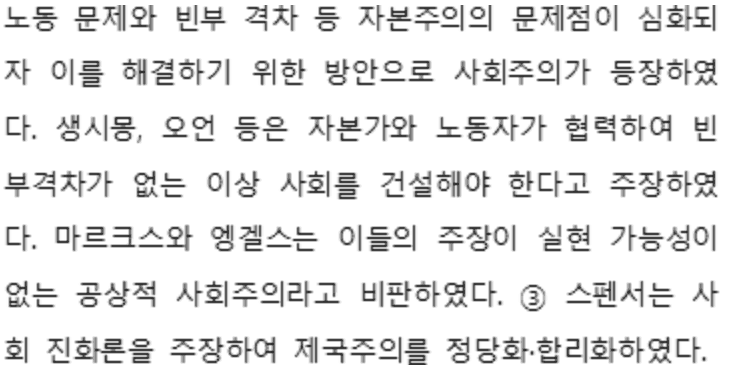 노동 문제와 빈부 격차 등 자본주의의 문제점이 심화되
자 이를 해결하기 위한 방안으로 사회주의가 등장하였
다. 생시몽, 오언 등은 자본가와 노동자가 협력하여 빈
부격차가 없는 이상 사회를 건설해야 한다고 주장하였
다. 마르크스와 엥겔스는 이들의 주장이 실현 가능성이
없는 공상적 사회주의라고 비판하였다. ③ 스펜서는 사
회 진화론을 주장하여 제국주의를 정당화·합리화하였다.